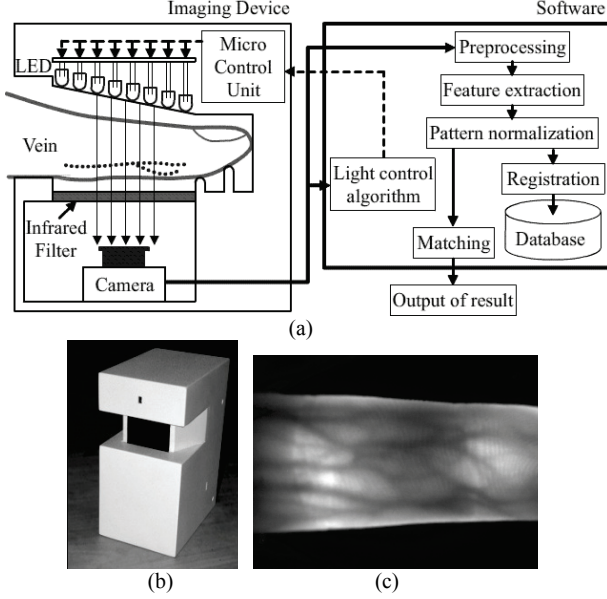 Imaging Device
Software
LED
Micro
Control
Unit
Vein
Infrared
Filter
Camera
Preprocessing
Feature extraction
Pattern normalization
Light control
algorithm
Registration
Matching
Database
Output of result
(a)
(b)
(c)